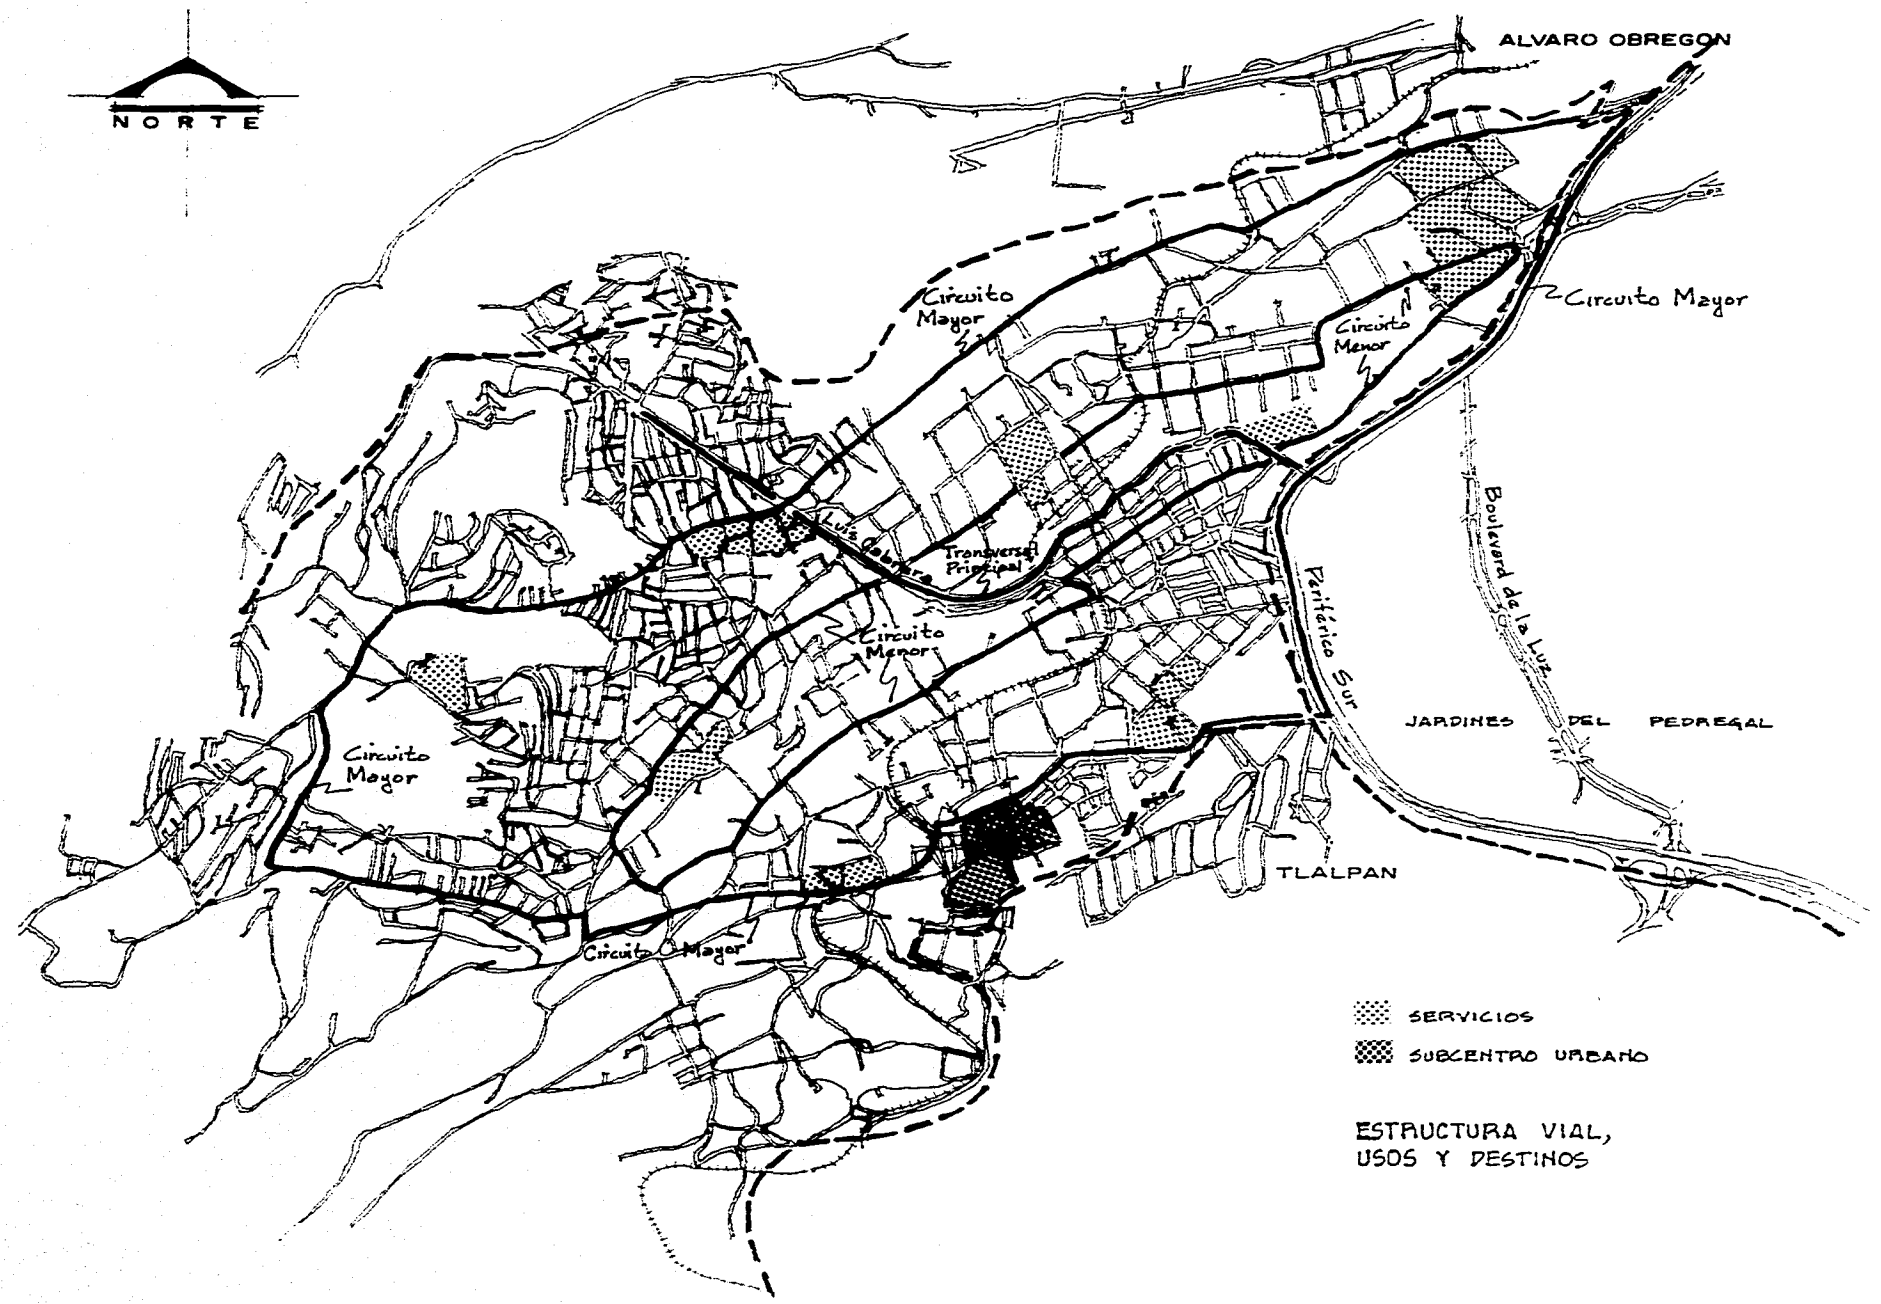 ALVARO OBREGON
NORTE
Circuito
Mayor
Circuito Mayor
Circuito
Menor
Luis Cabrera
Transversal
Principal
Boulevard de la Luz
Periférico Sur
Circuito
Menor
JARDINES DEL PEDREGAL
Circuito
Mayor
TLALPAN
Circuito Mayor
SERVICIOS
SUBCENTRO URBANO
ESTRUCTURA VIAL,
USOS Y DESTINOS